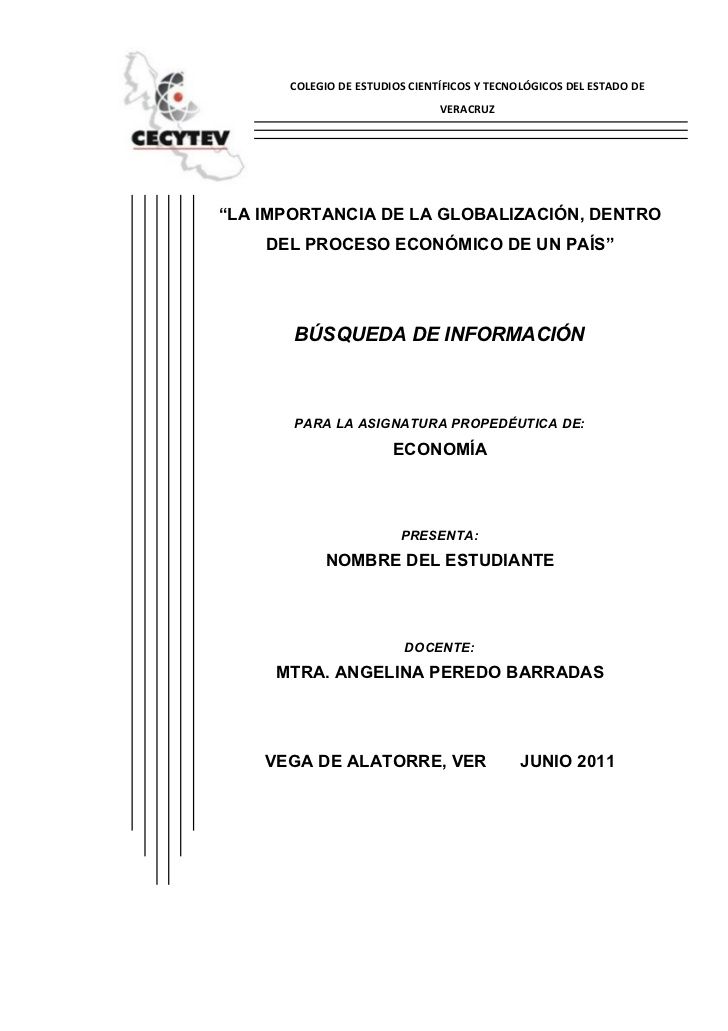 COLEGIO DE ESTUDIOS CIENTÍFICOS Y TECNOLÓGICOS DEL ESTADO DE
VERACRUZ
CECYTEV
“LA IMPORTANCIA DE LA GLOBALIZACIÓN, DENTRO
DEL PROCESO ECONÓMICO DE UN PAÍS”
BÚSQUEDA DE INFORMACIÓN
PARA LA ASIGNATURA PROPEDÉUTICA DE:
ECONOMÍA
PRESENTA:
NOMBRE DEL ESTUDIANTE
DOCENTE:
MTRA. ANGELINA PEREDO BARRADAS
VEGA DE ALATORRE, VER JUNIO 2011